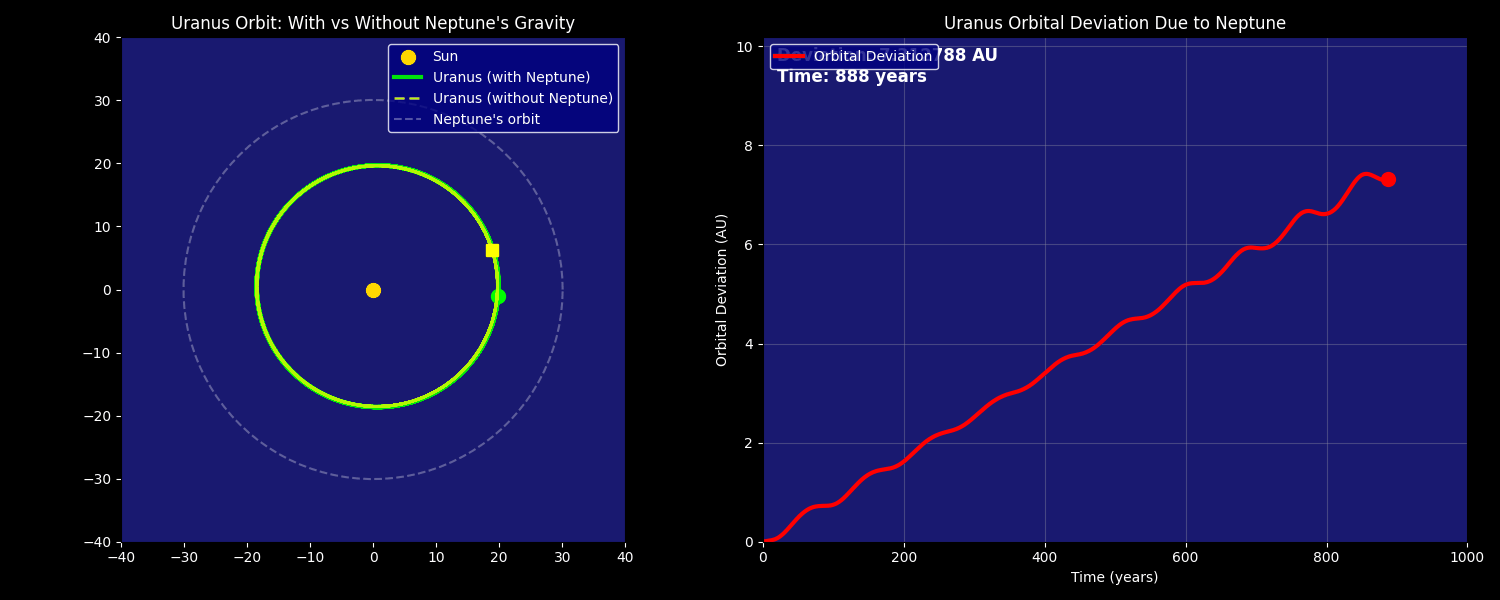 Uranus Orbit: With vs Without Neptune's Gravity
Sun
Uranus (with Neptune)
Uranus (without Neptune)
Neptune's orbit
40
30
20
10
0
−10
−20
−30
−40
−40
−30
−20
−10
0
10
20
30
40
Uranus Orbital Deviation Due to Neptune
Deviation: 788 AU
Orbital Deviation
Time: 888 years
Orbital Deviation (AU)
10
8
6
4
2
0
0
200
400
600
800
1000
Time (years)